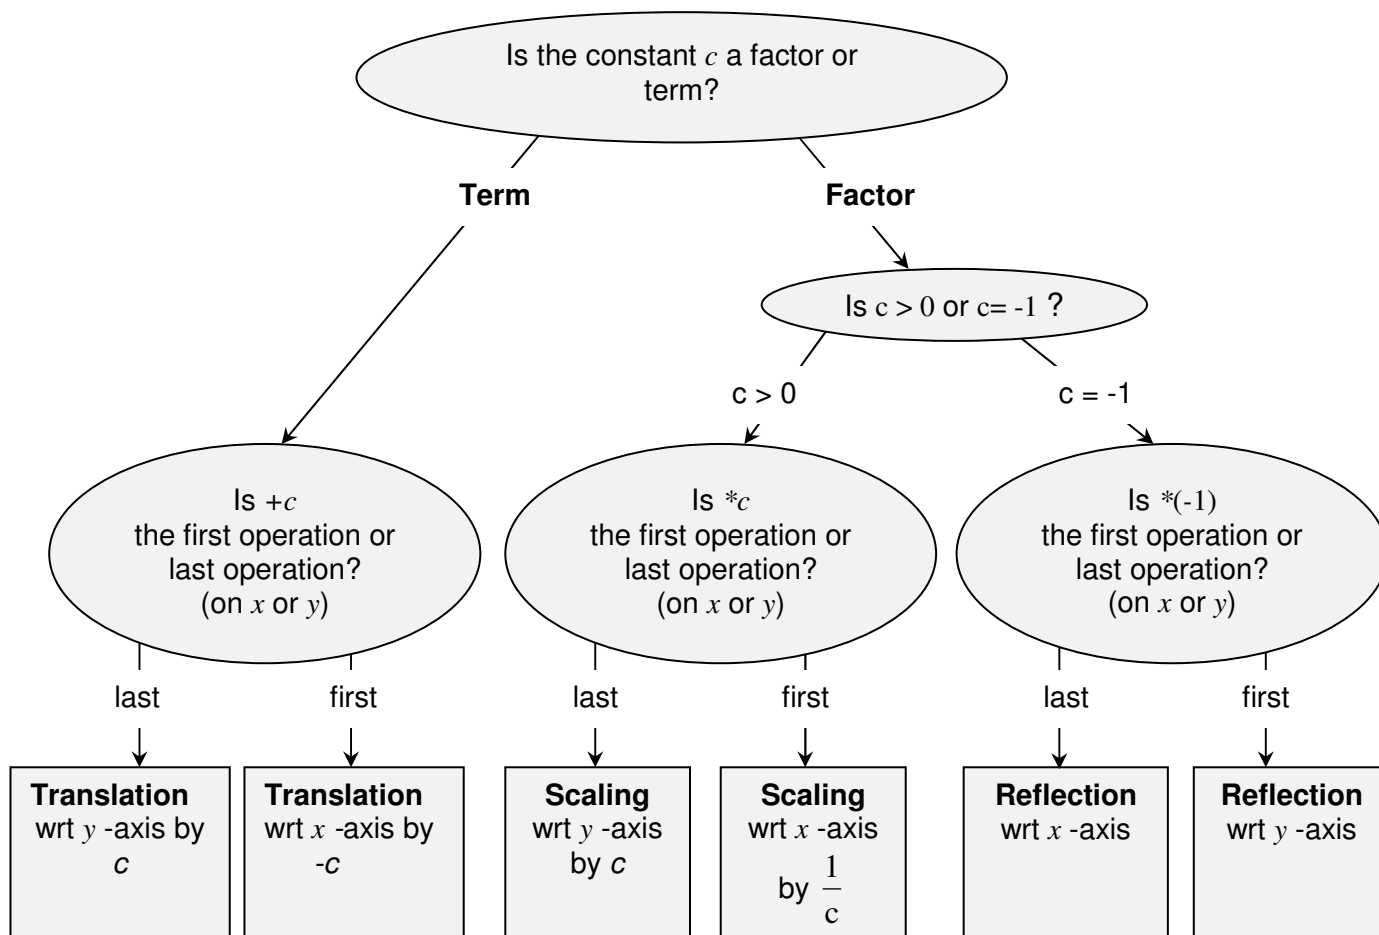 Is the constant c a factor or
term?
Term
Factor
Is c > 0 or c= -1 ?
c > 0
c = -1
Is +c
the first operation or
last operation?
(on x or y)
Is *c
the first operation or
last operation?
(on x or y)
Is *(-1)
the first operation or
last operation?
(on x or y)
last
first
last
first
last
first
Translation
wrt y -axis by
c
Translation
wrt x -axis by
-c
Scaling
wrt y -axis
by c
Scaling
wrt x -axis
by 1/c
Reflection
wrt x -axis
Reflection
wrt y -axis